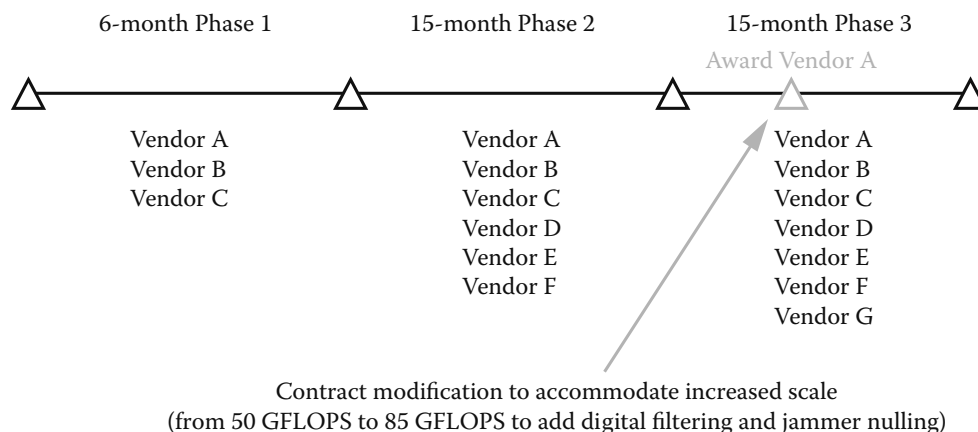 6-month Phase 1
15-month Phase 2
15-month Phase 3
Award Vendor A
Vendor A
Vendor B
Vendor C
Vendor A
Vendor B
Vendor C
Vendor D
Vendor E
Vendor F
Vendor A
Vendor B
Vendor C
Vendor D
Vendor E
Vendor F
Vendor G
Contract modification to accommodate increased scale
(from 50 GFLOPS to 85 GFLOPS to add digital filtering and jammer nulling)